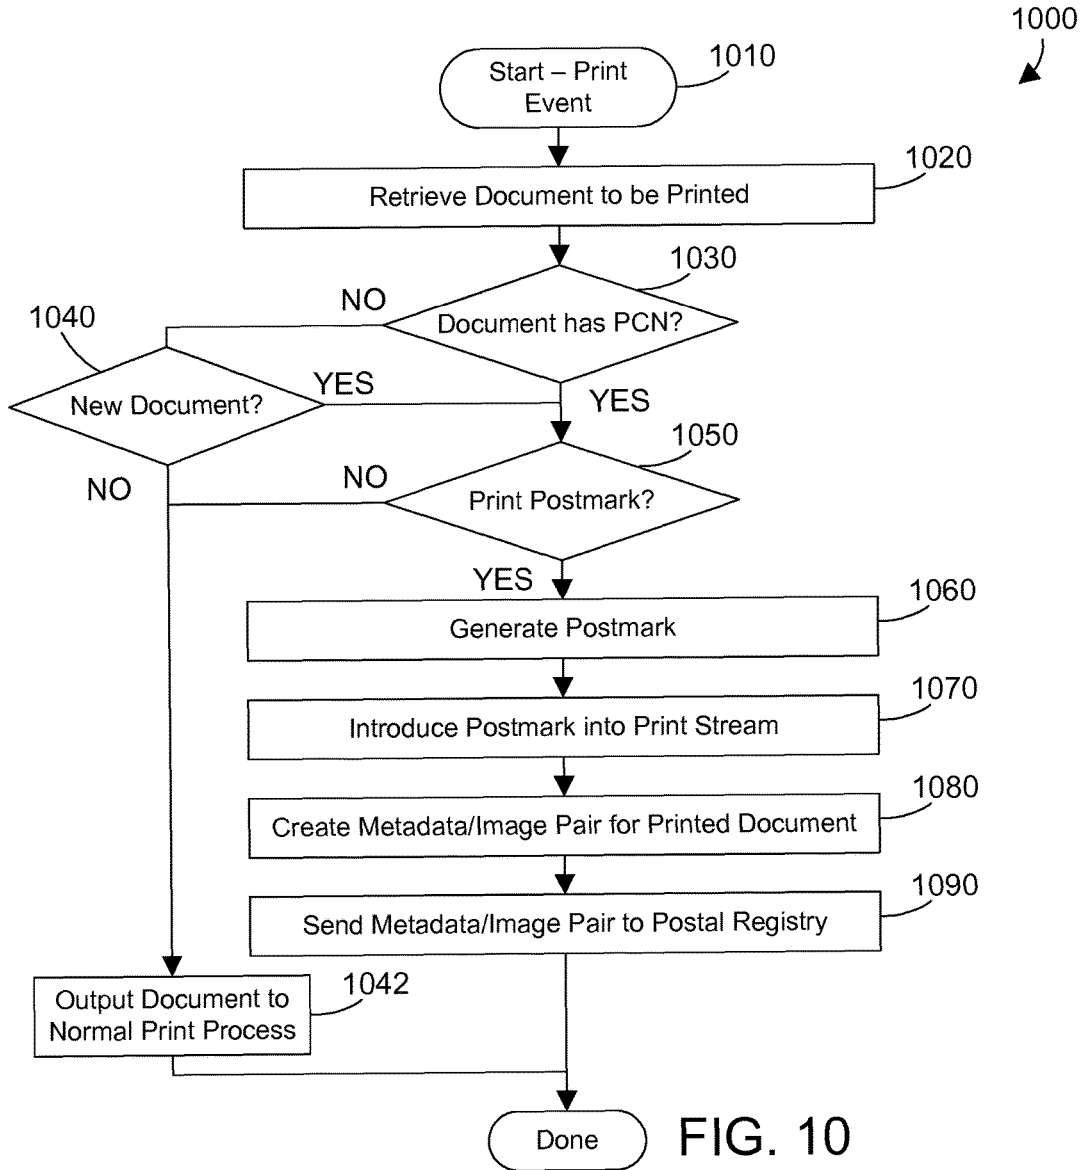 1000
Start – Print
Event
1010
1020
Retrieve Document to be Printed
1030
NO
Document has PCN?
1040
New Document?
YES
YES
1050
NO
NO
Print Postmark?
YES
1060
Generate Postmark
1070
Introduce Postmark into Print Stream
1080
Create Metadata/Image Pair for Printed Document
1090
Send Metadata/Image Pair to Postal Registry
1042
Output Document to
Normal Print Process
Done
FIG. 10